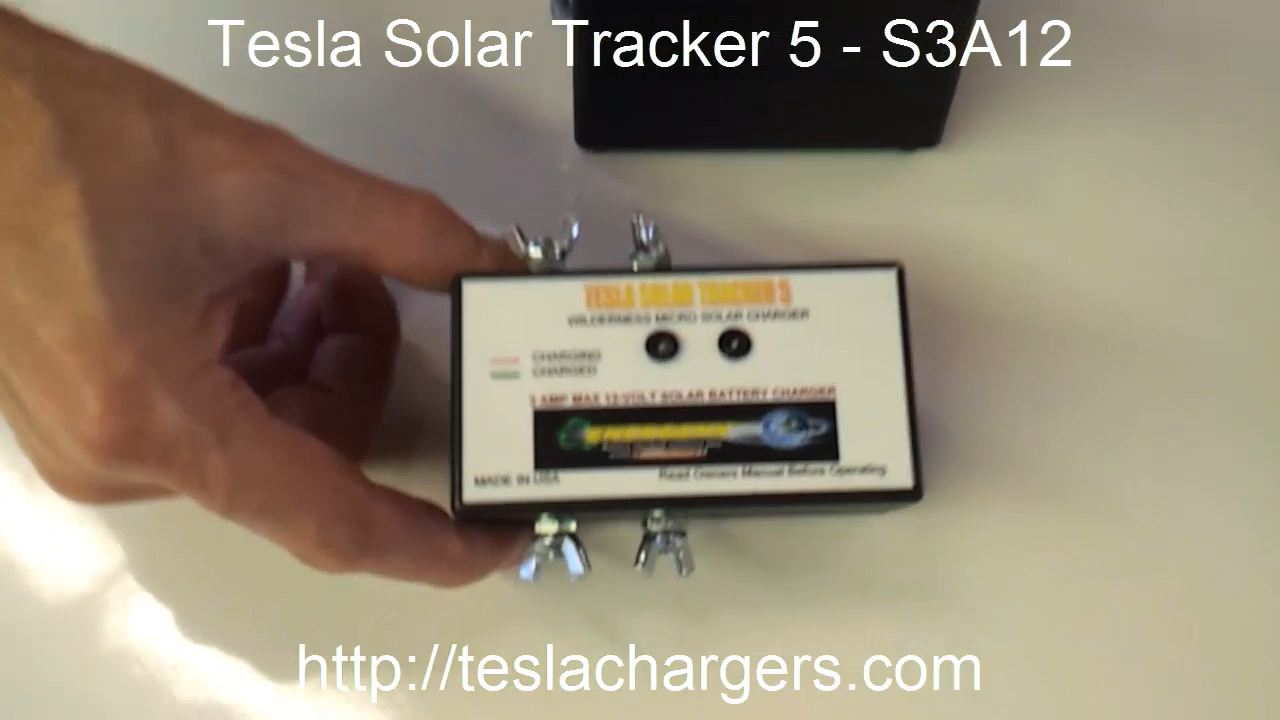 Tesla Solar Tracker 5 - S3A12
TESLA SOLAR TRACKER 5
WILDERNESS MICRO SOLAR CHARGER
CHARGING
CHARGED
AMP MAX 12-VOLT SOLAR BATTERY CHARGER
MADE IN USA
Read Owners Manual Before Operating
http://teslachargers.com